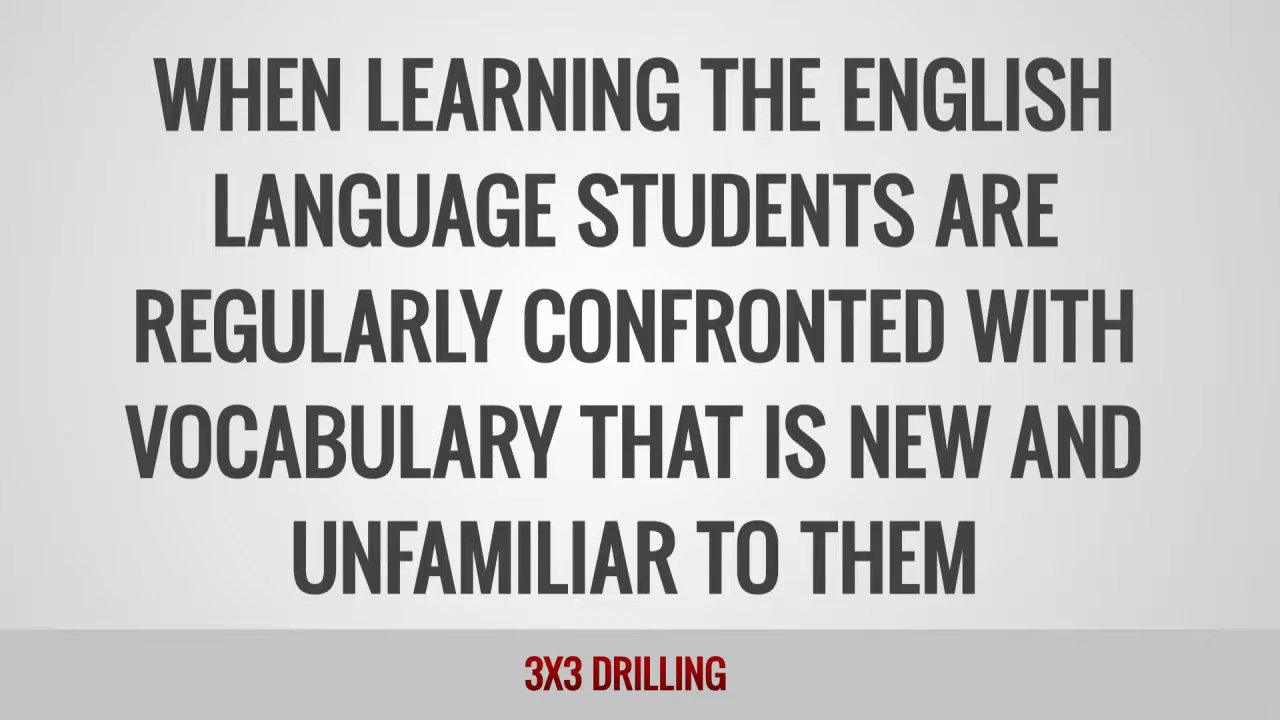 WHEN LEARNING THE ENGLISH
LANGUAGE STUDENTS ARE
REGULARLY CONFRONTED WITH
VOCABULARY THAT IS NEW AND
UNFAMILIAR TO THEM
3X3 DRILLING